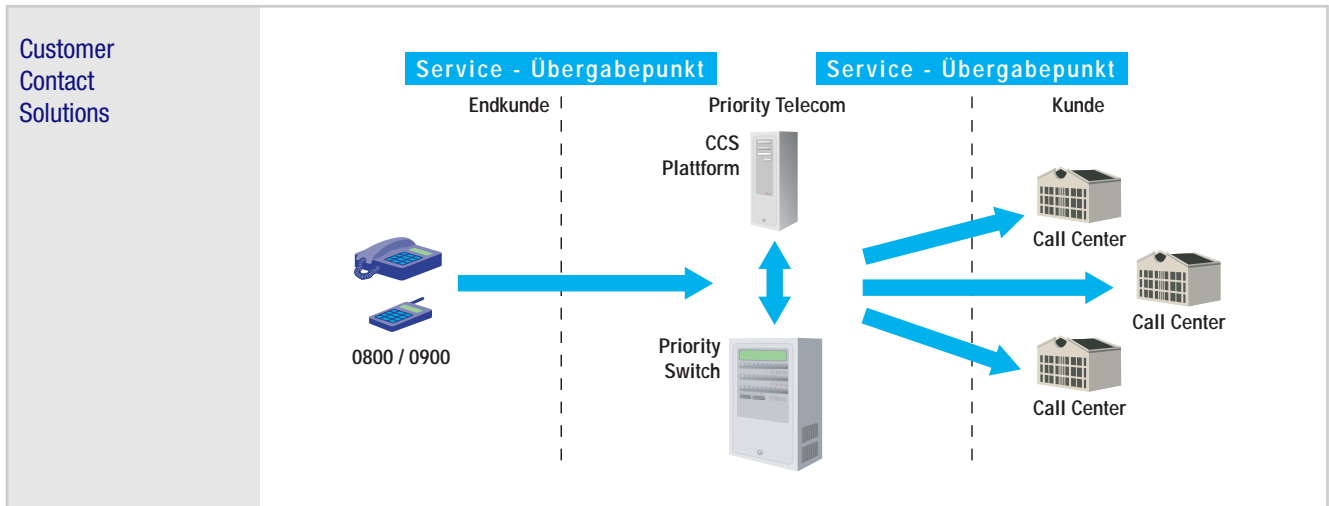 Customer
Contact
Solutions
Service - Übergabepunkt
Service - Übergabepunkt
Endkunde
Priority Telecom
Kunde
CCS
Plattform
Call Center
Call Center
0800 / 0900
Priority
Switch
Call Center